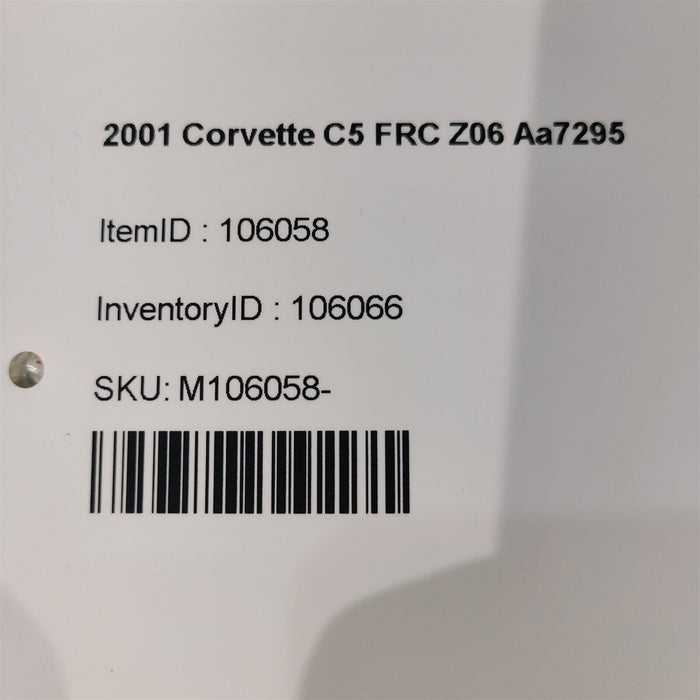 2001 Corvette C5 FRC Z06 Aa7295
ItemID : 106058
InventoryID : 106066
SKU: M106058-